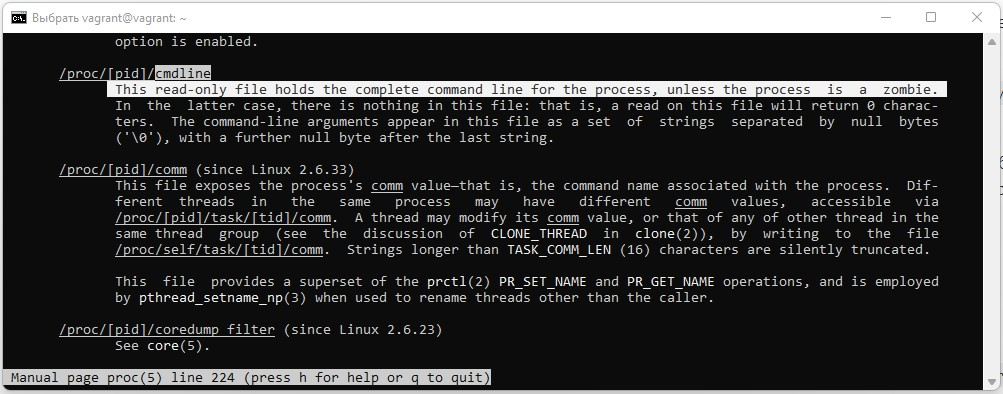 Выбрать vagrant@vagrant: ~
option is enabled.
/proc/[pid]/cmdline
This read-only file holds the complete command line for the process, unless the process is a zombie.
In the latter case, there is nothing in this file: that is, a read on this file will return 0 charac-
ters. The command-line arguments appear in this file as a set of strings separated by null bytes
('\0'), with a further null byte after the last string.
/proc/[pid]/comm (since Linux 2.6.33)
This file exposes the process's comm value—that is, the command name associated with the process. Dif-
ferent threads in the same process may have different comm values, accessible via
/proc/[pid]/task/[tid]/comm. A thread may modify its comm value, or that of any of other thread in the
same thread group (see the discussion of CLONE_THREAD in clone(2)), by writing to the file
/proc/self/task/[tid]/comm. Strings longer than TASK_COMM_LEN (16) characters are silently truncated.
This file provides a superset of the prctl(2) PR_SET_NAME and PR_GET_NAME operations, and is employed
by pthread_setname_np(3) when used to rename threads other than the caller.
/proc/[pid]/coredump_filter (since Linux 2.6.23)
See core(5).
Manual page proc(5) line 224 (press h for help or q to quit)